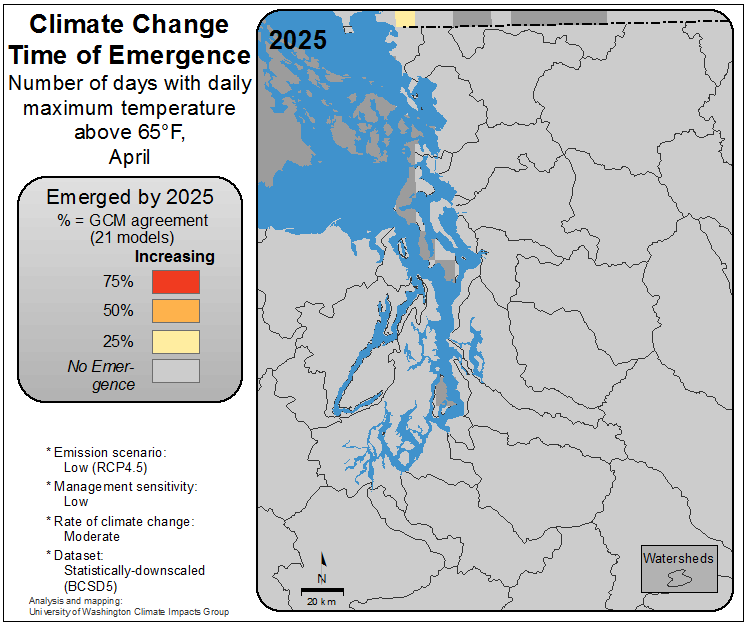 Climate Change
Time of Emergence
Number of days with daily
maximum temperature
above 65°F,
April
Emerged by 2025
% = GCM agreement
(21 models)
Increasing
75%
50%
25%
No Emer-
gence
* Emission scenario:
Low (RCP4.5)
* Management sensitivity:
Low
* Rate of climate change:
Moderate
* Dataset:
Statistically-downscaled
(BCSD5)
Analysis and mapping:
University of Washington Climate Impacts Group
2025
N
20 km
Watersheds